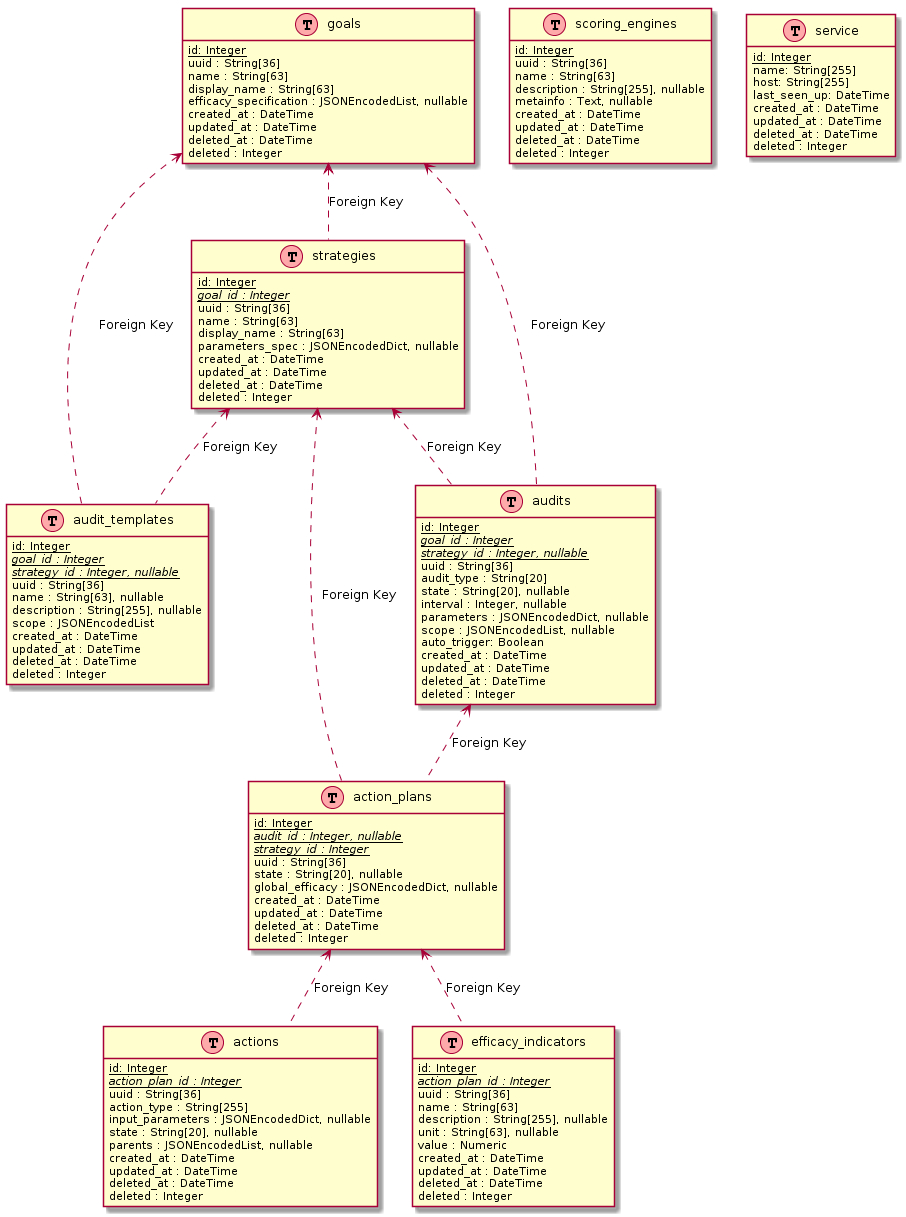 T goals
id: Integer
uuid : String[36]
name : String[63]
display_name : String[63]
efficacy_specification : JSONEncodedList, nullable
created_at : DateTime
updated_at : DateTime
deleted_at : DateTime
deleted : Integer
T scoring_engines
id: Integer
uuid : String[36]
name : String[63]
description : String[255], nullable
metainfo : Text, nullable
created_at : DateTime
updated_at : DateTime
deleted_at : DateTime
deleted : Integer
T service
id: Integer
name: String[255]
host: String[255]
last_seen_up: DateTime
created_at : DateTime
updated_at : DateTime
deleted_at : DateTime
deleted : Integer
Foreign Key
T strategies
id: Integer
goal_id : Integer
uuid : String[36]
name : String[63]
display_name : String[63]
parameters_spec : JSONEncodedDict, nullable
created_at : DateTime
updated_at : DateTime
deleted_at : DateTime
deleted : Integer
Foreign Key
Foreign Key
Foreign Key
Foreign Key
T audit_templates
id: Integer
goal_id : Integer
strategy_id : Integer, nullable
uuid : String[36]
name : String[63], nullable
description : String[255], nullable
scope : JSONEncodedList
created_at : DateTime
updated_at : DateTime
deleted_at : DateTime
deleted : Integer
Foreign Key
T audits
id: Integer
goal_id : Integer
strategy_id : Integer, nullable
uuid : String[36]
audit_type : String[20]
state : String[20], nullable
interval : Integer, nullable
parameters : JSONEncodedDict, nullable
scope : JSONEncodedList, nullable
auto_trigger: Boolean
created_at : DateTime
updated_at : DateTime
deleted_at : DateTime
deleted : Integer
Foreign Key
T action_plans
id: Integer
audit_id : Integer, nullable
strategy_id : Integer
uuid : String[36]
state : String[20], nullable
global_efficacy : JSONEncodedDict, nullable
created_at : DateTime
updated_at : DateTime
deleted_at : DateTime
deleted : Integer
Foreign Key
Foreign Key
T actions
id: Integer
action_plan_id : Integer
uuid : String[36]
action_type : String[255]
input_parameters : JSONEncodedDict, nullable
state : String[20], nullable
parents : JSONEncodedList, nullable
created_at : DateTime
updated_at : DateTime
deleted_at : DateTime
deleted : Integer
T efficacy_indicators
id: Integer
action_plan_id : Integer
uuid : String[36]
name : String[63]
description : String[255], nullable
unit : String[63], nullable
value : Numeric
created_at : DateTime
updated_at : DateTime
deleted_at : DateTime
deleted : Integer